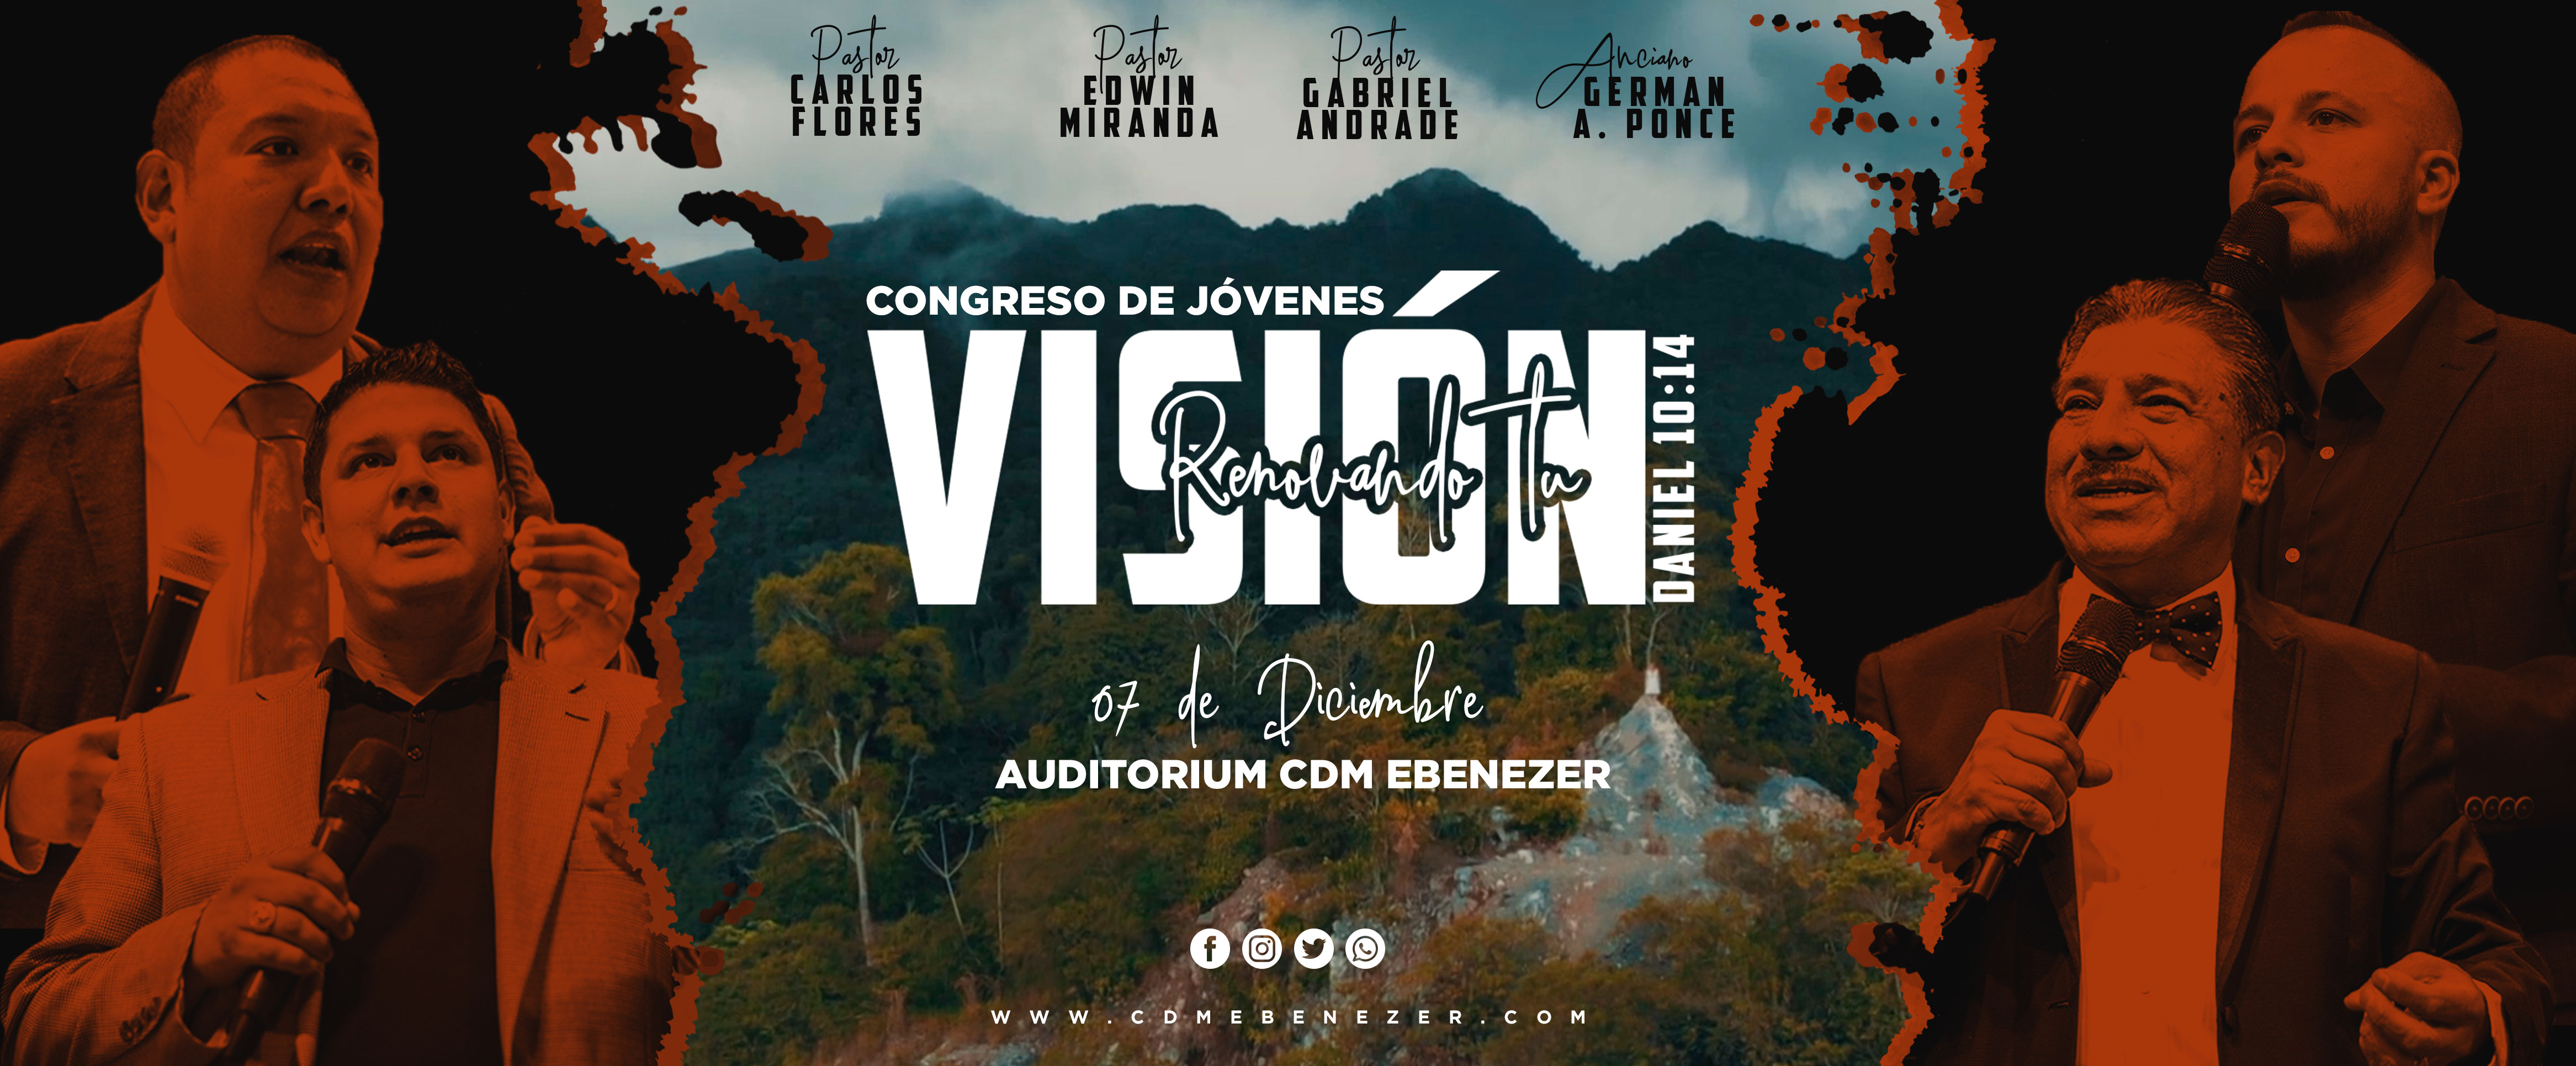 Pastor
CARLOS
FLORES
Pastor
EDWIN
MIRANDA
Pastor
GABRIEL
ANDRADE
Anciano
GERMAN
A. PONCE
CONGRESO DE JÓVENES
VISIÓN
Renovando tu
DANIEL 10:14
07 de Diciembre
AUDITORIUM CDM EBENEZER
WWW.CDMEBENEZER.COM